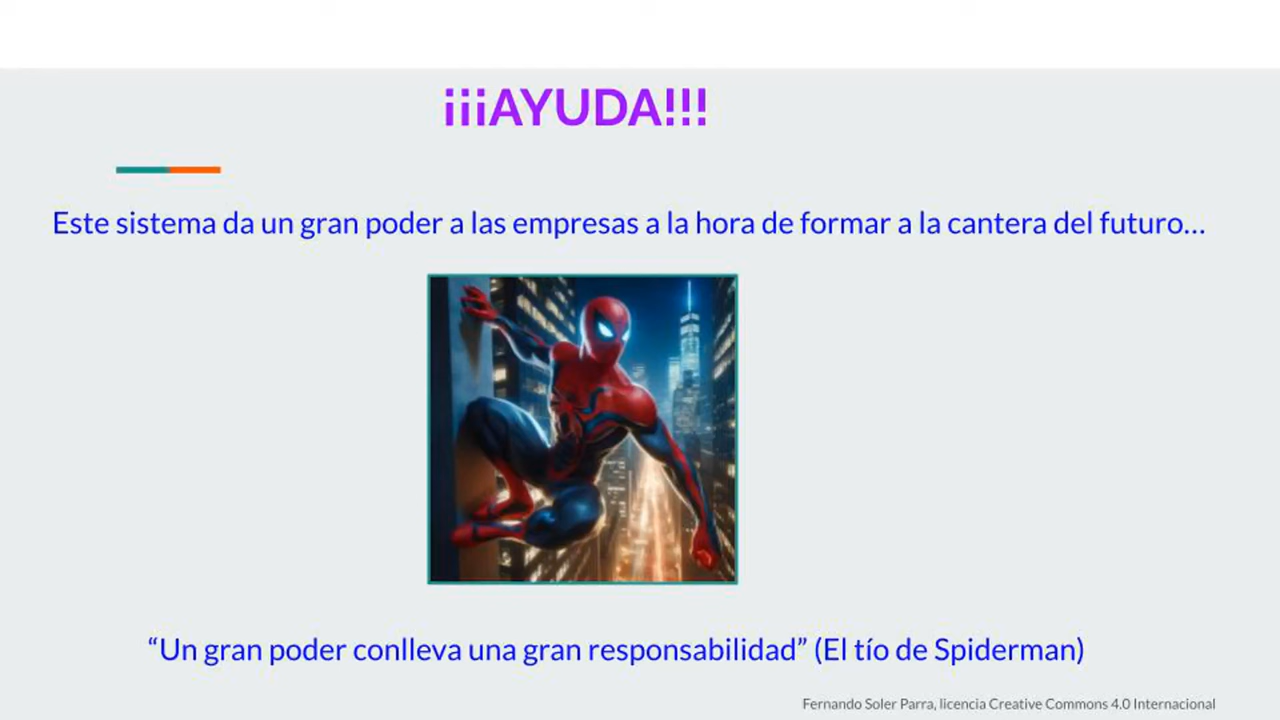 ¡¡¡AYUDA!!!
Este sistema da un gran poder a las empresas a la hora de formar a la cantera del futuro...
“Un gran poder conlleva una gran responsabilidad” (El tío de Spiderman)
Fernando Soler Parra, licencia Creative Commons 4.0 Internacional